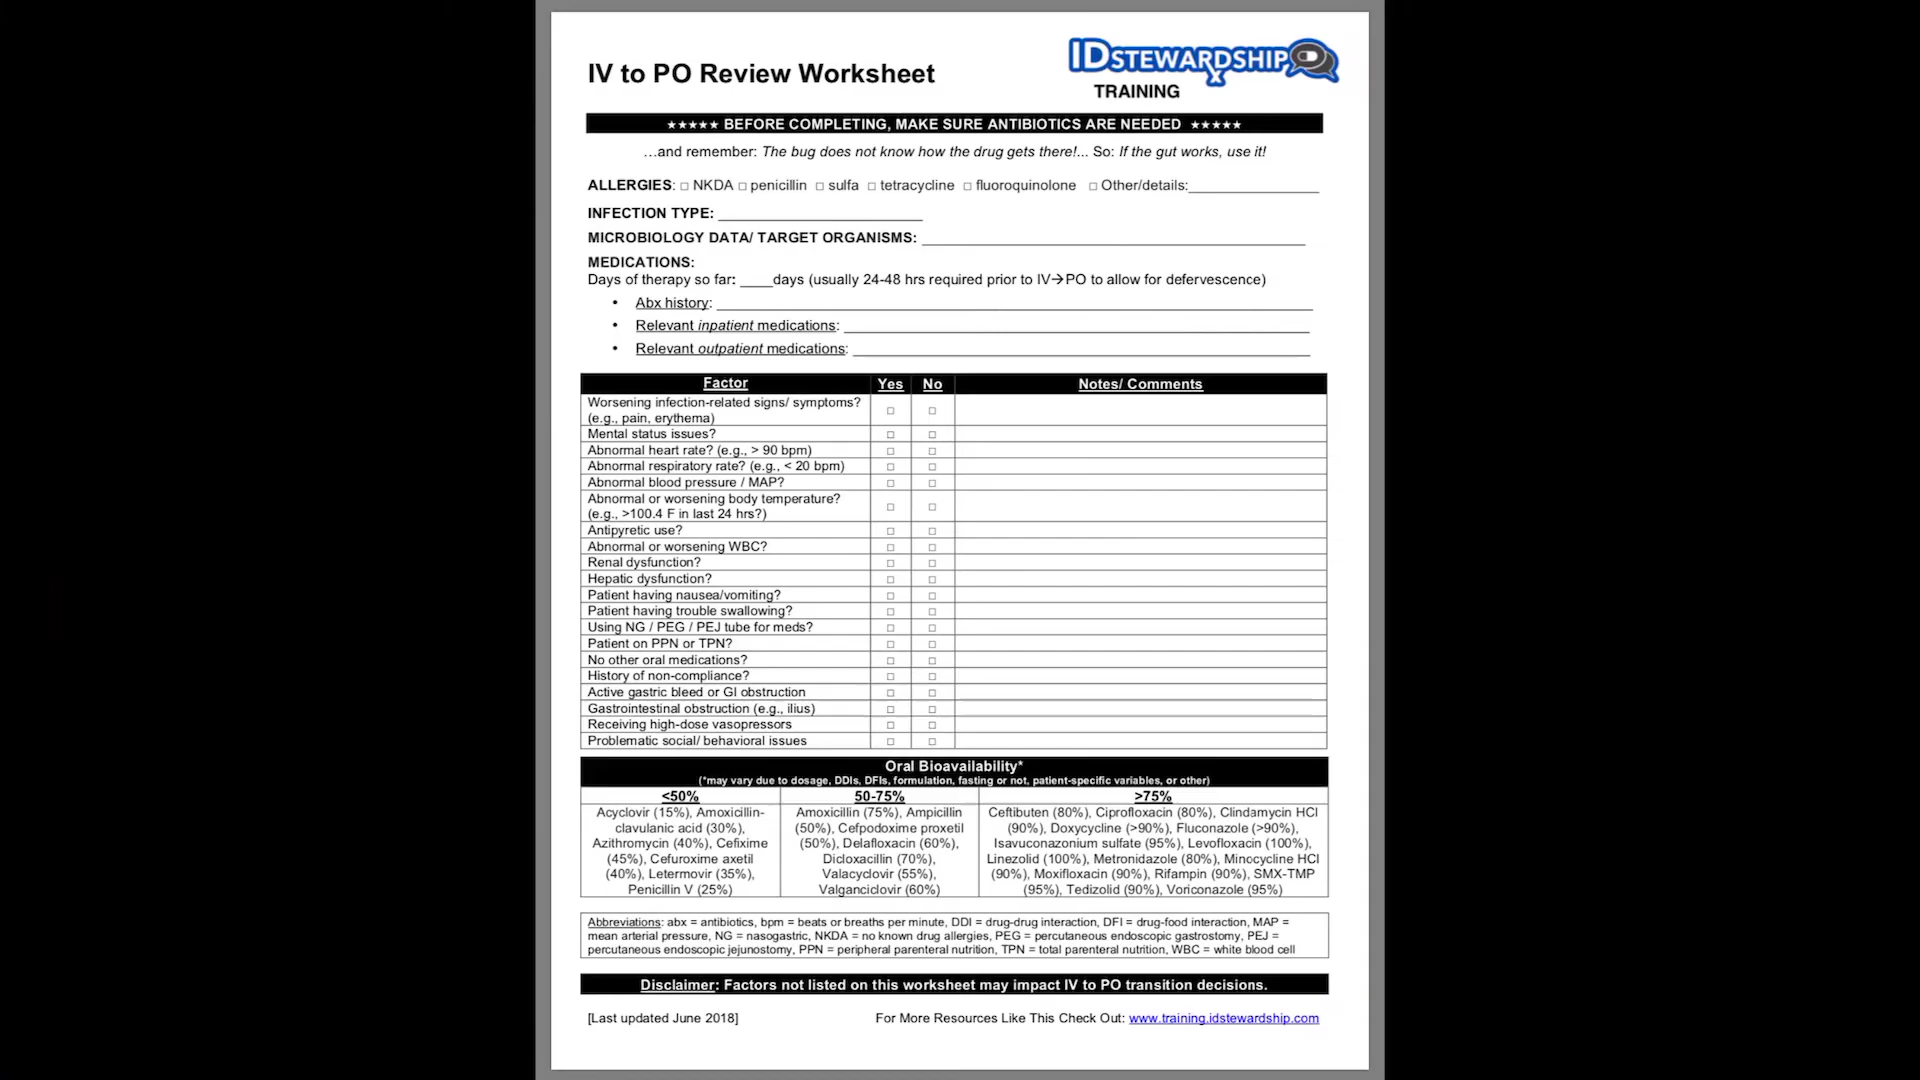 IV to PO Review Worksheet
IDSTEWARDSHIP
TRAINING
★★★★★ BEFORE COMPLETING, MAKE SURE ANTIBIOTICS ARE NEEDED ★★★★★
…and remember: The bug does not know how the drug gets there!... So: If the gut works, use it!
ALLERGIES: □ NKDA □ penicillin □ sulfa □ tetracycline □ fluoroquinolone □ Other/details:_________________
INFECTION TYPE: __________________________
MICROBIOLOGY DATA/ TARGET ORGANISMS: __________________________
MEDICATIONS:
Days of therapy so far: ____days (usually 24-48 hrs required prior to IV→PO to allow for defervescence)
• Abx history: __________________________
• Relevant inpatient medications: __________________________
• Relevant outpatient medications: __________________________
Factor Yes No Notes/ Comments
Worsening infection-related signs/ symptoms?
(e.g., pain, erythema) □ □
Mental status issues? □ □
Abnormal heart rate? (e.g., > 90 bpm) □ □
Abnormal respiratory rate? (e.g., < 20 bpm) □ □
Abnormal blood pressure / MAP? □ □
Abnormal or worsening body temperature?
(e.g., >100.4 F in last 24 hrs?) □ □
Antipyretic use? □ □
Abnormal or worsening WBC? □ □
Renal dysfunction? □ □
Hepatic dysfunction? □ □
Patient having nausea/vomiting? □ □
Patient having trouble swallowing? □ □
Using NG / PEG / PEJ tube for meds? □ □
Patient on PPN or TPN? □ □
No other oral medications? □ □
History of non-compliance? □ □
Active gastric bleed or GI obstruction □ □
Gastrointestinal obstruction (e.g., ilius) □ □
Receiving high-dose vasopressors □ □
Problematic social/ behavioral issues □ □
Oral Bioavailability*
(*may vary due to dosage, DDIs, DFIs, formulation, fasting or not, patient-specific variables, or other)
<50%
Acyclovir (15%), Amoxicillin-
clavulanic acid (30%),
Azithromycin (40%), Cefixime
(45%), Cefuroxime axetil
(40%), Letermovir (35%),
Penicillin V (25%)
50-75%
Amoxicillin (75%), Ampicillin
(50%), Cefpodoxime proxetil
(50%), Delafloxacin (60%),
Dicloxacillin (70%),
Valacyclovir (55%),
Valganciclovir (60%)
>75%
Ceftibuten (80%), Ciprofloxacin (80%), Clindamycin HCl
(90%), Doxycycline (>90%), Fluconazole (>90%),
Isavuconazonium sulfate (95%), Levofloxacin (100%),
Linezolid (100%), Metronidazole (80%), Minocycline HCl
(90%), Moxifloxacin (90%), Rifampin (90%), SMX-TMP
(95%), Tedizolid (90%), Voriconazole (95%)
Abbreviations: abx = antibiotics, bpm = beats or breaths per minute, DDI = drug-drug interaction, DFI = drug-food interaction, MAP =
mean arterial pressure, NG = nasogastric, NKDA = no known drug allergies, PEG = percutaneous endoscopic gastrostomy, PEJ =
percutaneous endoscopic jejunostomy, PPN = peripheral parenteral nutrition, TPN = total parenteral nutrition, WBC = white blood cell
Disclaimer: Factors not listed on this worksheet may impact IV to PO transition decisions.
[Last updated June 2018]
For More Resources Like This Check Out: www.training.idstewardship.com